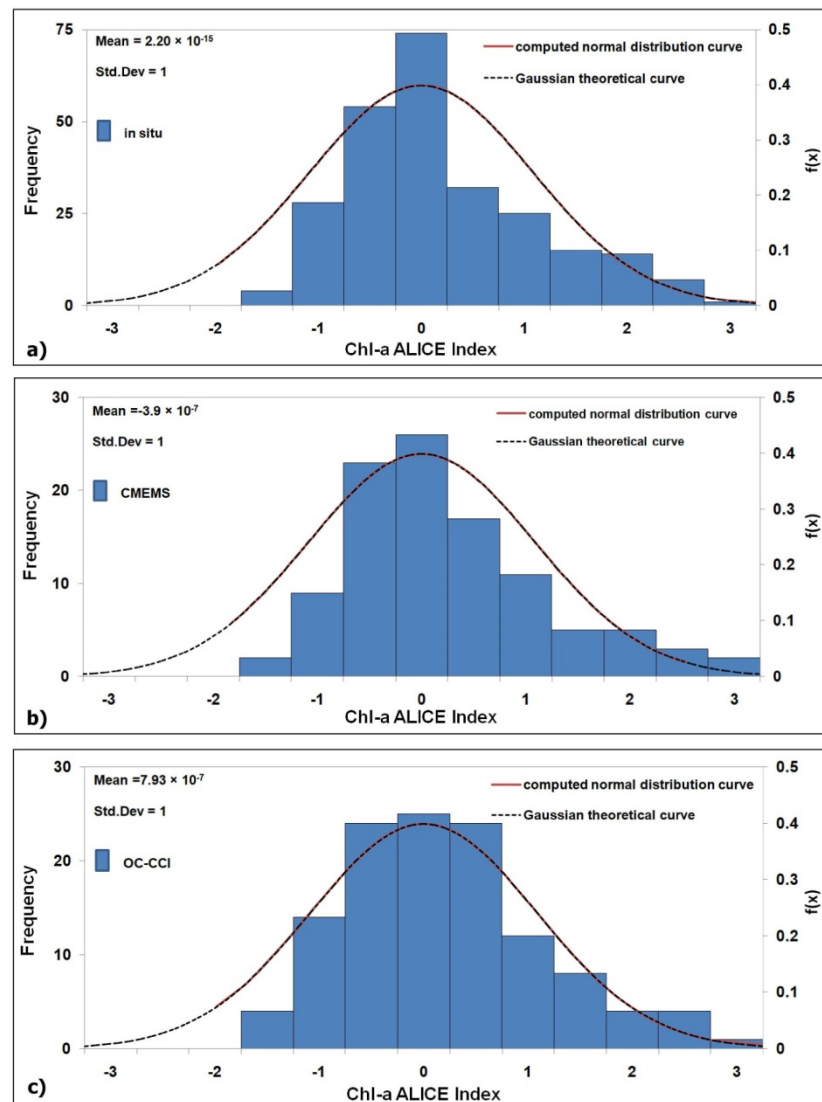 75
0.5
Mean = 2.20 × 10-15
computed normal distribution curve
Std.Dev = 1
Gaussian theoretical curve
0.4
in situ
50
0.3
Frequency
f(x)
0.2
25
0.1
0
0
-3 -2 -1 0 1 2 3
a)
Chl-a ALICE Index
30
0.5
Mean =-3.9 × 10-7
computed normal distribution curve
Std.Dev = 1
Gaussian theoretical curve
0.4
CMEMS
20
0.3
Frequency
f(x)
0.2
10
0.1
0
0
-3 -2 -1 0 1 2 3
b)
Chl-a ALICE Index
30
0.5
Mean =7.93 × 10-7
computed normal distribution curve
Std.Dev = 1
Gaussian theoretical curve
0.4
OC-CCI
20
0.3
Frequency
f(x)
0.2
10
0.1
0
0
-3 -2 -1 0 1 2 3
c)
Chl-a ALICE Index